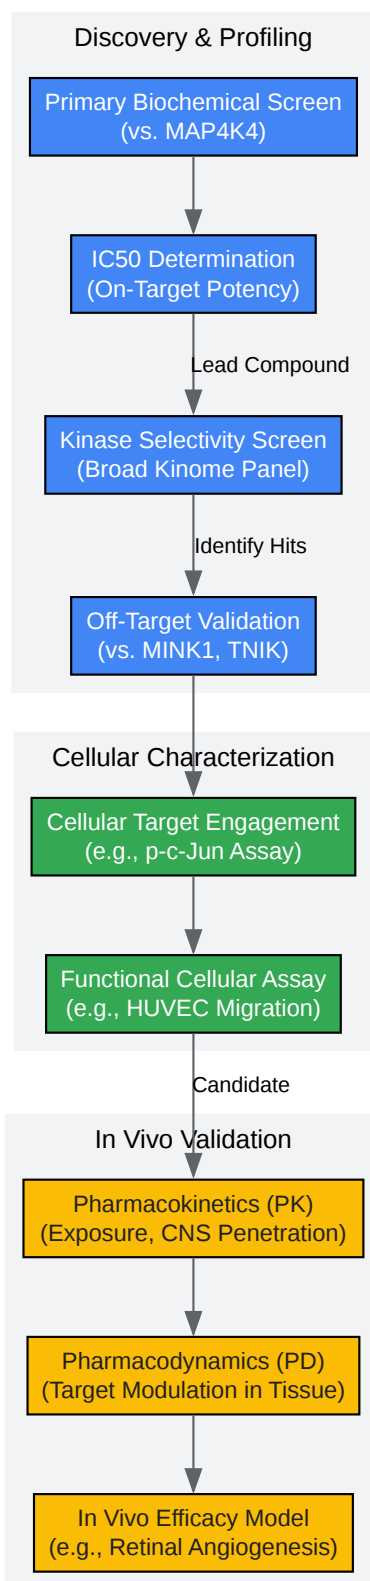 Discovery & Profiling
Primary Biochemical Screen
(vs. MAP4K4)
IC50 Determination
(On-Target Potency)
Lead Compound
Kinase Selectivity Screen
(Broad Kinome Panel)
Identify Hits
Off-Target Validation
(vs. MINK1, TNIK)
Cellular Characterization
Cellular Target Engagement
(e.g., p-c-Jun Assay)
Functional Cellular Assay
(e.g., HUVEC Migration)
Candidate
In Vivo Validation
Pharmacokinetics (PK)
(Exposure, CNS Penetration)
Pharmacodynamics (PD)
(Target Modulation in Tissue)
In Vivo Efficacy Model
(e.g., Retinal Angiogenesis)